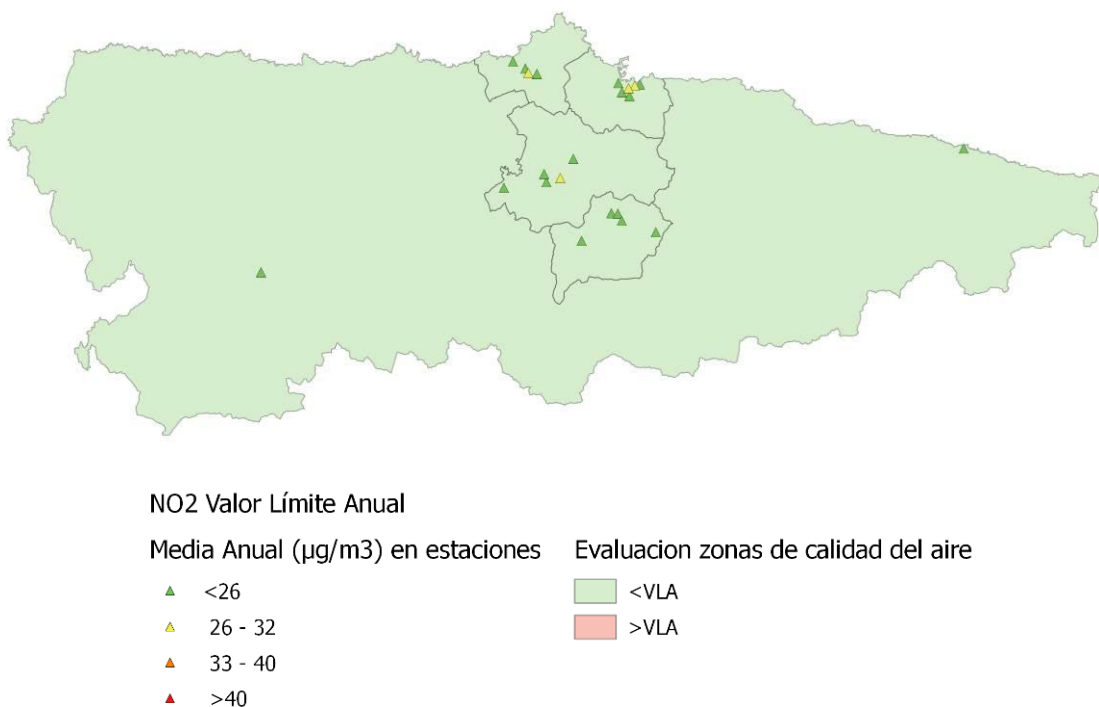 NO2 Valor Límite Anual
Media Anual (µg/m3) en estaciones
<26
26 - 32
33 - 40
>40
Evaluacion zonas de calidad del aire
<VLA
>VLA